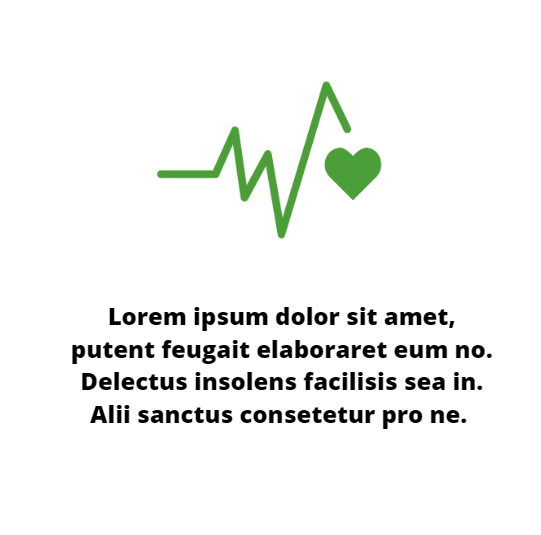 Lorem ipsum dolor sit amet,
putent feugait elaboraret eum no.
Delectus insolens facilisis sea in.
Alii sanctus consetetur pro ne.